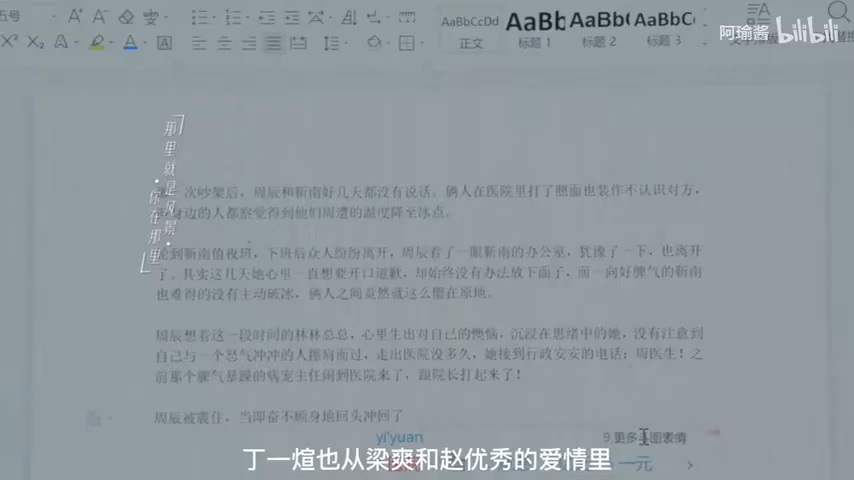 五号
AaBbCcDd
AaBb
AaBb(
AaBbC
正文
标题 1
标题 2
标题 3
阿瑜酱 bilibili
「那里就是风景·
·你在那里」
次吵架后，周辰和靳南好几天都没有说话。俩人在医院里打了照面也装作不认识对方，
身边的人都察觉得到他们周遭的温度降至冰点。
轮到靳南值夜班，下班后众人纷纷离开，周辰看了一眼靳南的办公室，犹豫了一下，也离开
了。其实这几天她心里一直想要开口道歉，却始终没有办法放下面子，而一向好脾气的靳南
也难得的没有主动破冰，俩人之间竟然就这么僵在原地。
周辰想着这一段时间的林林总总，心里生出对自己的懊恼，沉浸在思绪中的她，没有注意到
自己与一个怒气冲冲的人擦肩而过，走出医院没多久，她接到行政安安的电话：周医生！之
前那个脾气暴躁的病宠主任闹到医院来了，跟院长打起来了！
周辰被震住，当即奋不顾身地回头冲回了
yi'yuan
9.更多
图表情
一元
丁一煊也从梁爽和赵优秀的爱情里